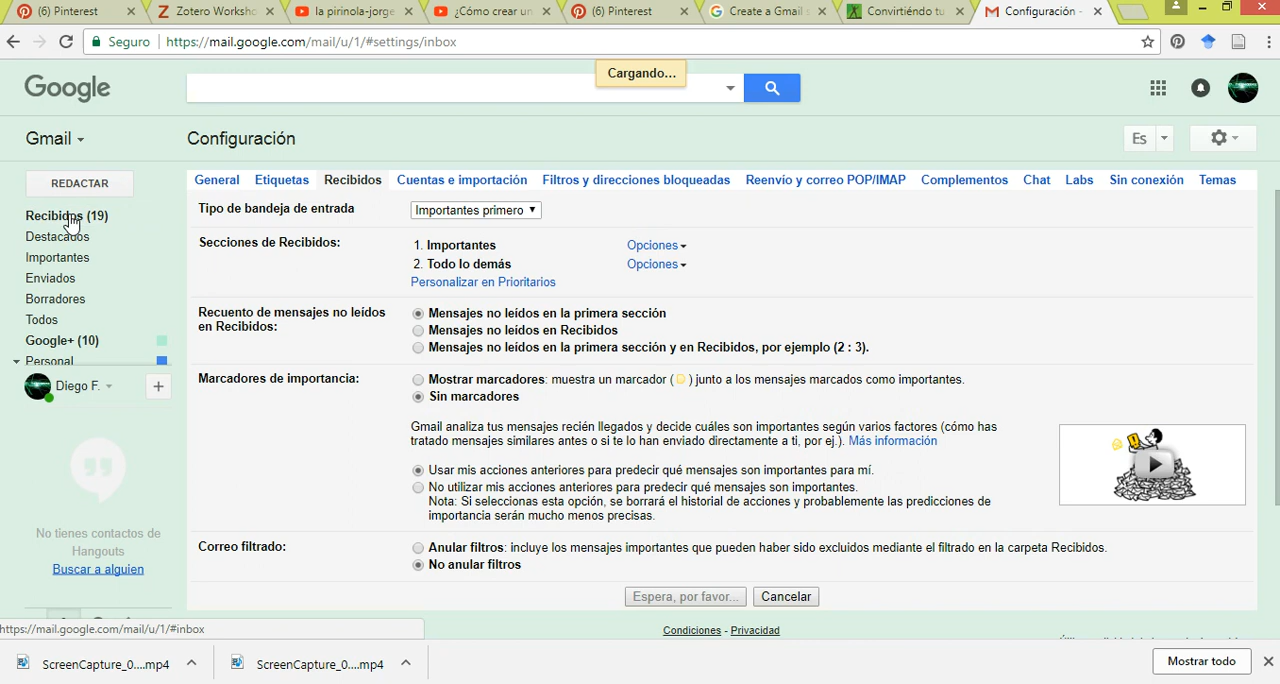 (6) Pinterest
Zotero Worksho
la pirinola-jorge
¿Cómo crear un
(6) Pinterest
Create a Gmail s
Convirtiéndo tu
Configuración -
Seguro | https://mail.google.com/mail/u/1/#settings/inbox
Cargando...
Google
Gmail
Configuración
Es
REDACTAR
Recibidos (19)
Destacados
Importantes
Enviados
Borradores
Todos
Google+ (10)
Personal
Diego F.
No tienes contactos de
Hangouts
Buscar a alguien
General Etiquetas Recibidos Cuentas e importación Filtros y direcciones bloqueadas Reenvío y correo POP/IMAP Complementos Chat Labs Sin conexión Temas
Tipo de bandeja de entrada
Importantes primero
Secciones de Recibidos:
1. Importantes Opciones
2. Todo lo demás Opciones
Personalizar en Prioritarios
Recuento de mensajes no leídos
en Recibidos:
Mensajes no leídos en la primera sección
Mensajes no leídos en Recibidos
Mensajes no leídos en la primera sección y en Recibidos, por ejemplo (2 : 3).
Marcadores de importancia:
Mostrar marcadores: muestra un marcador ( ) junto a los mensajes marcados como importantes.
Sin marcadores
Gmail analiza tus mensajes recién llegados y decide cuáles son importantes según varios factores (cómo has
tratado mensajes similares antes o si te lo han enviado directamente a ti, por ej.). Más información
Usar mis acciones anteriores para predecir qué mensajes son importantes para mí.
No utilizar mis acciones anteriores para predecir qué mensajes son importantes.
Nota: Si seleccionas esta opción, se borrará el historial de acciones y probablemente las predicciones de
importancia serán mucho menos precisas.
Correo filtrado:
Anular filtros: incluye los mensajes importantes que pueden haber sido excluidos mediante el filtrado en la carpeta Recibidos.
No anular filtros
Espera, por favor... Cancelar
Condiciones - Privacidad
https://mail.google.com/mail/u/1/#inbox
ScreenCapture_0....mp4
ScreenCapture_0....mp4
Mostrar todo